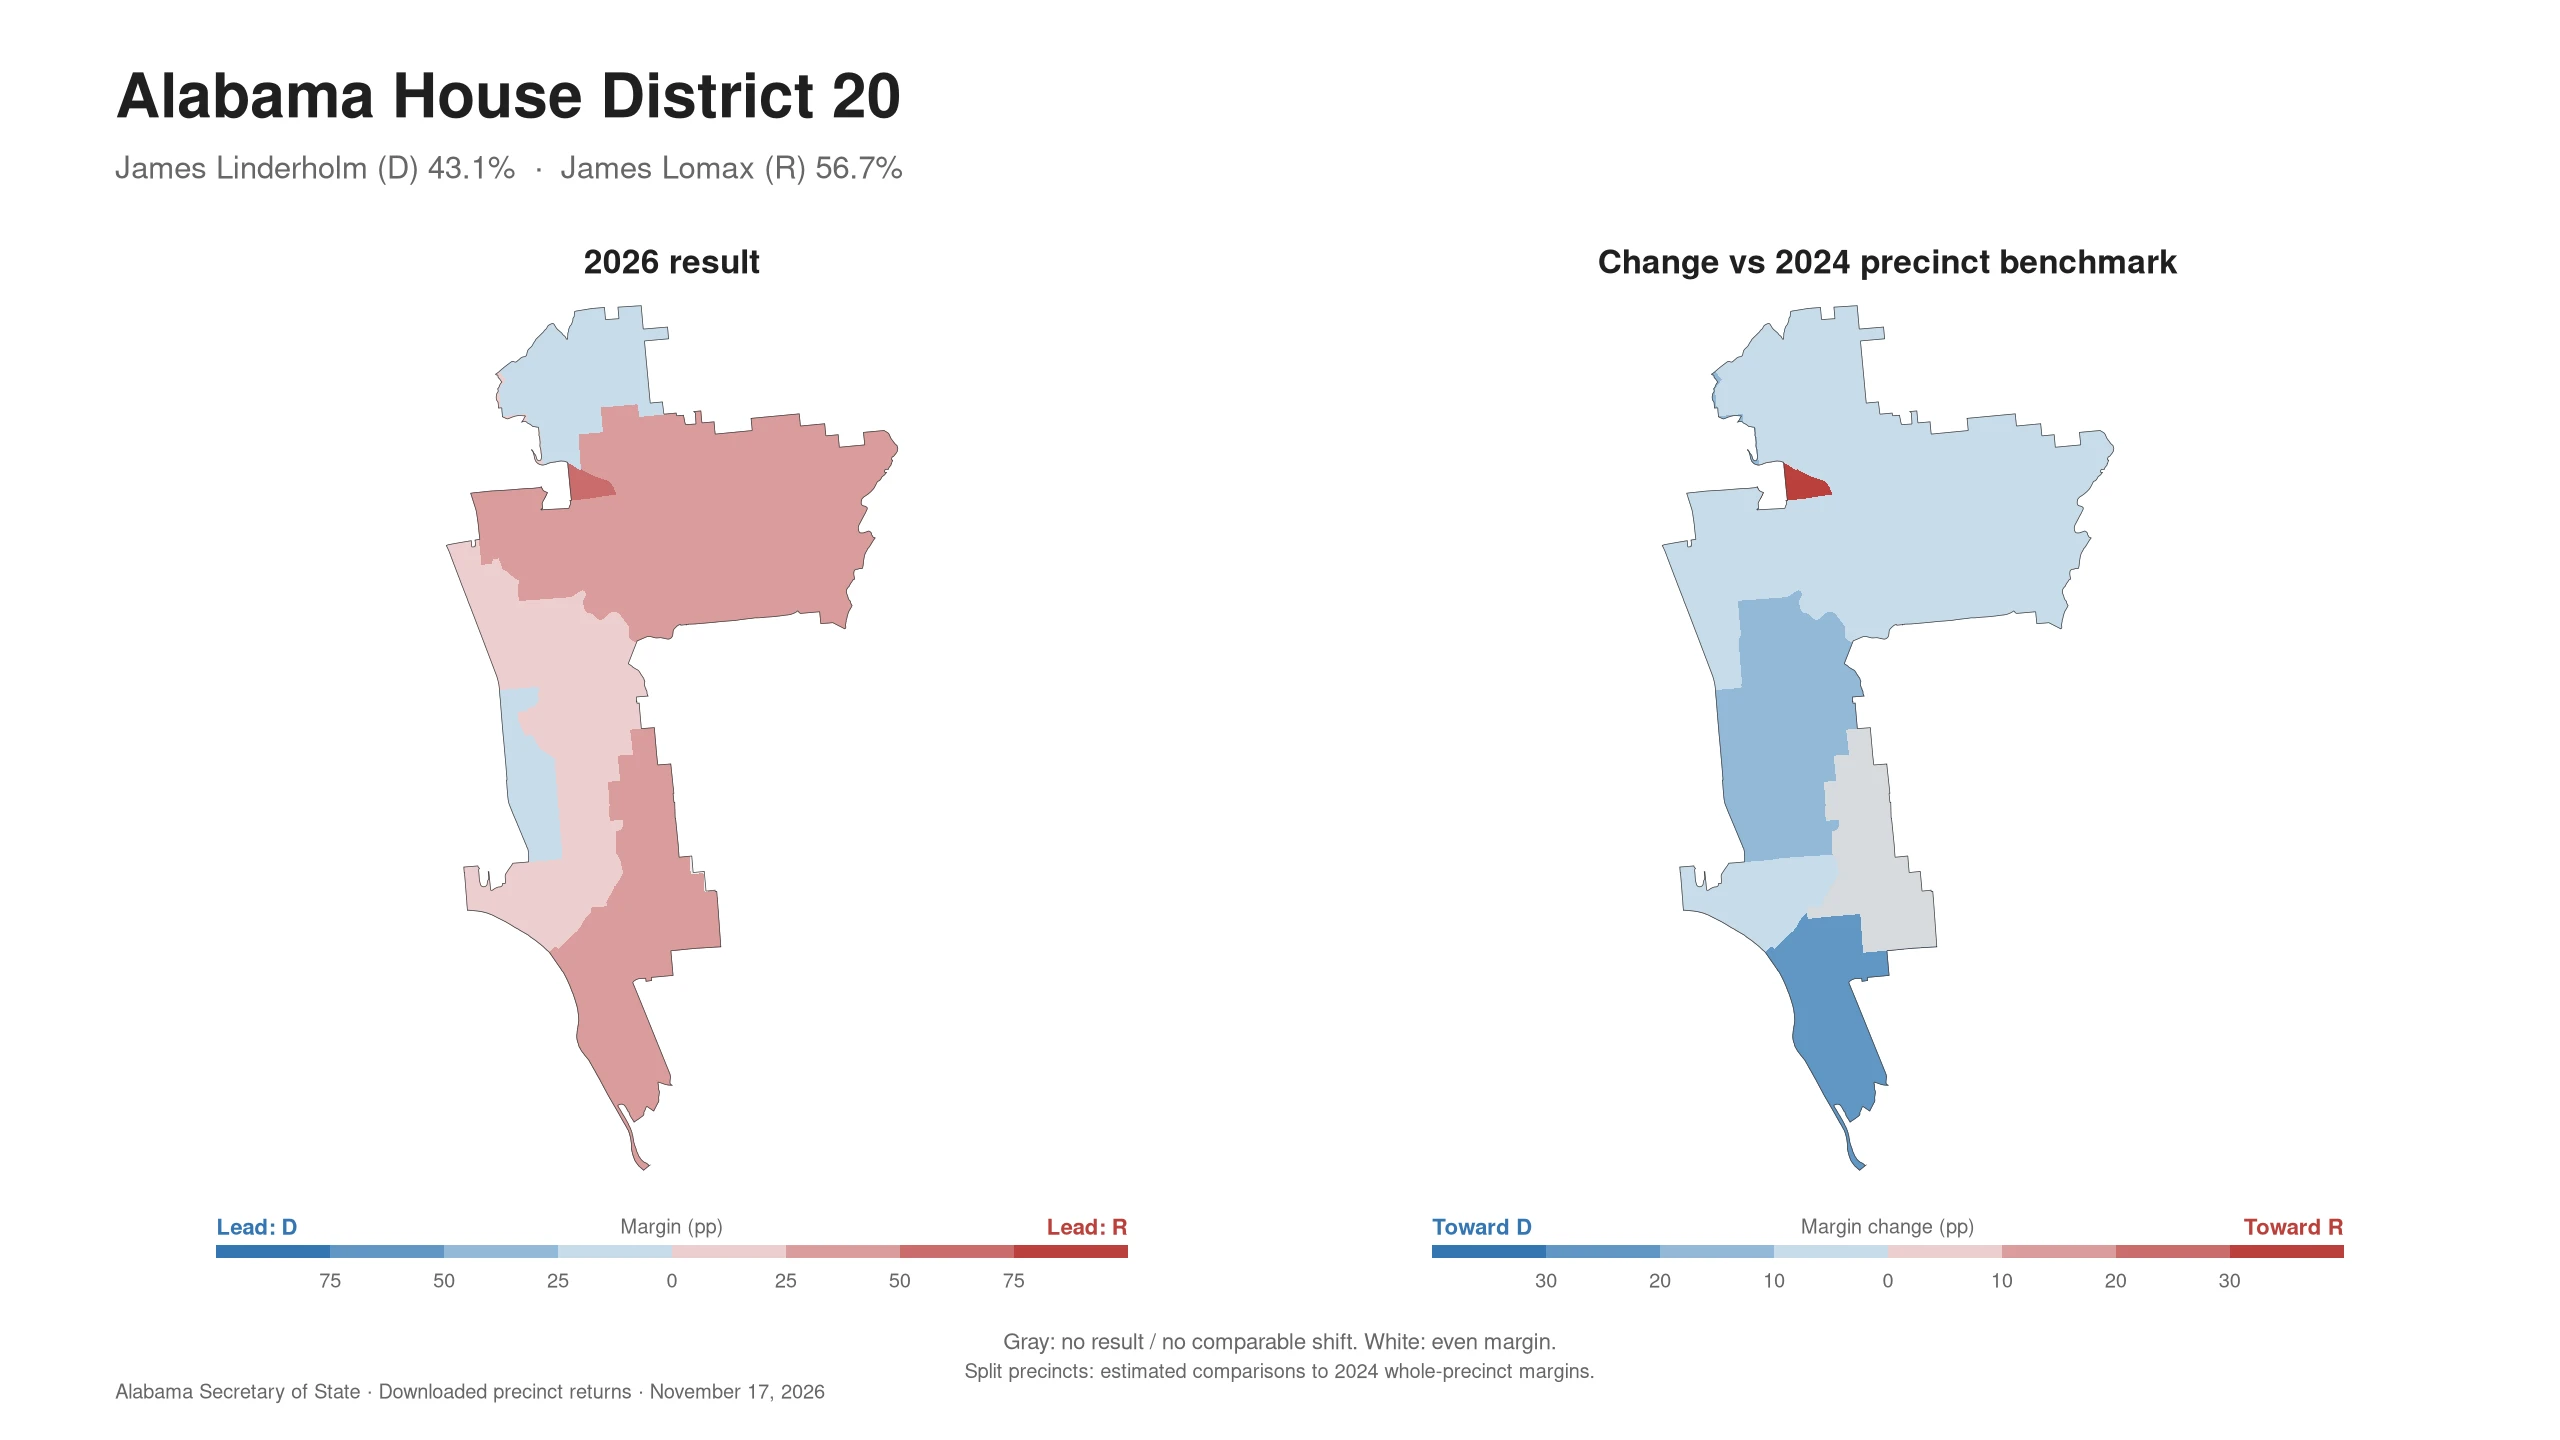 Alabama House District 20
James Linderholm (D) 43.1% · James Lomax (R) 56.7%
2026 result
Change vs 2024 precinct benchmark
Lead: D
Margin (pp)
Lead: R
75 50 25 0 25 50 75
Toward D
Margin change (pp)
Toward R
30 20 10 0 10 20 30
Gray: no result / no comparable shift. White: even margin.
Split precincts: estimated comparisons to 2024 whole-precinct margins.
Alabama Secretary of State · Downloaded precinct returns · November 17, 2026